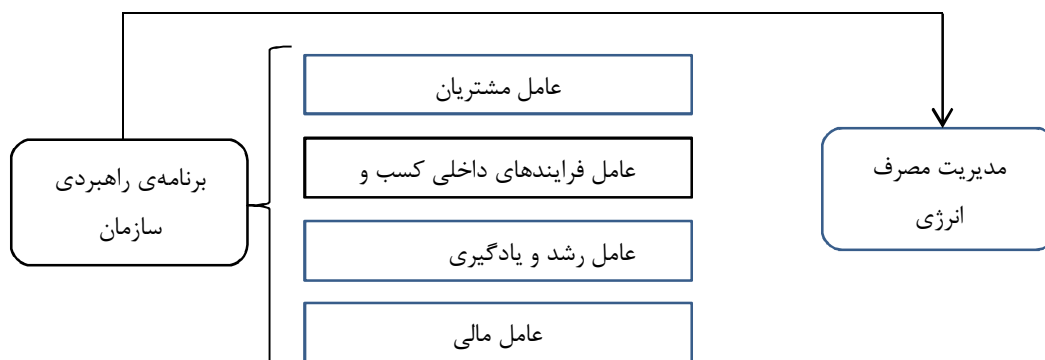 عامل مشتریان
عامل فرایندهای داخلی کسب و
عامل رشد و یادگیری
عامل مالی
برنامه‌ی راهبردی
سازمان
مدیریت مصرف
انرژی